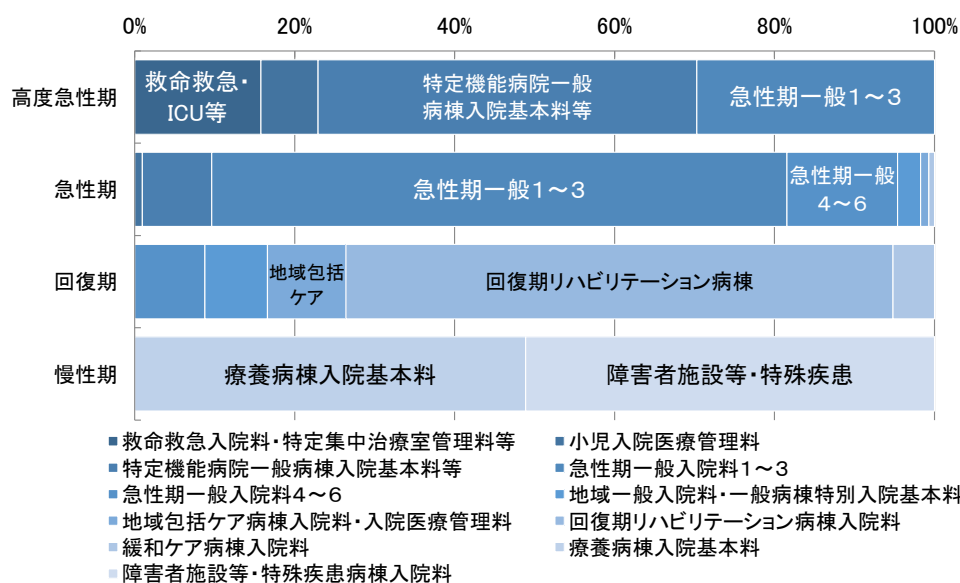 0% 20% 40% 60% 80% 100%
高度急性期
救命救急・
ICU等
特定機能病院一般
病棟入院基本料等
急性期一般1～3
急性期
急性期一般1～3
急性期一般
4～6
回復期
地域包括
ケア
回復期リハビリテーション病棟
慢性期
療養病棟入院基本料
障害者施設等・特殊疾患
救命救急入院料・特定集中治療室管理料等
小児入院医療管理料
特定機能病院一般病棟入院基本料等
急性期一般入院料1～3
急性期一般入院料4～6
地域一般入院料・一般病棟特別入院基本料
地域包括ケア病棟入院料・入院医療管理料
回復期リハビリテーション病棟入院料
緩和ケア病棟入院料
療養病棟入院基本料
障害者施設等・特殊疾患病棟入院料